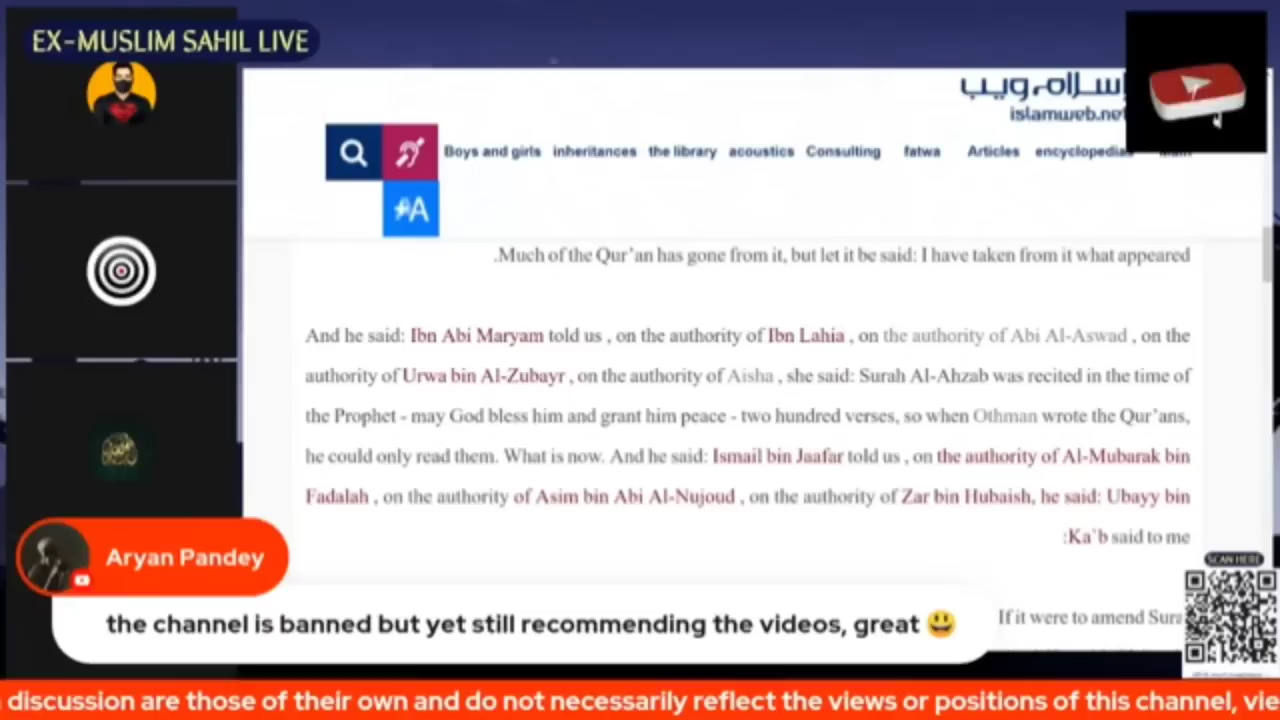 EX-MUSLIM SAHIL LIVE
إسلام ويب
islamweb.net
Boys and girls inheritances the library acoustics Consulting fatwa Articles encyclopedias
+A
.Much of the Qur'an has gone from it, but let it be said: I have taken from it what appeared
And he said: Ibn Abi Maryam told us , on the authority of Ibn Lahia , on the authority of Abi Al-Aswad , on the
authority of Urwa bin Al-Zubayr , on the authority of Aisha , she said: Surah Al-Ahzab was recited in the time of
the Prophet - may God bless him and grant him peace - two hundred verses, so when Othman wrote the Qur'ans,
he could only read them. What is now. And he said: Ismail bin Jaafar told us , on the authority of Al-Mubarak bin
Fadalah , on the authority of Asim bin Abi Al-Nujoud , on the authority of Zar bin Hubaish, he said: Ubayy bin
:Ka`b said to me
SCAN HERE
Aryan Pandey
the channel is banned but yet still recommending the videos, great 😃
If it were to amend Sura
discussion are those of their own and do not necessarily reflect the views or positions of this channel, vie